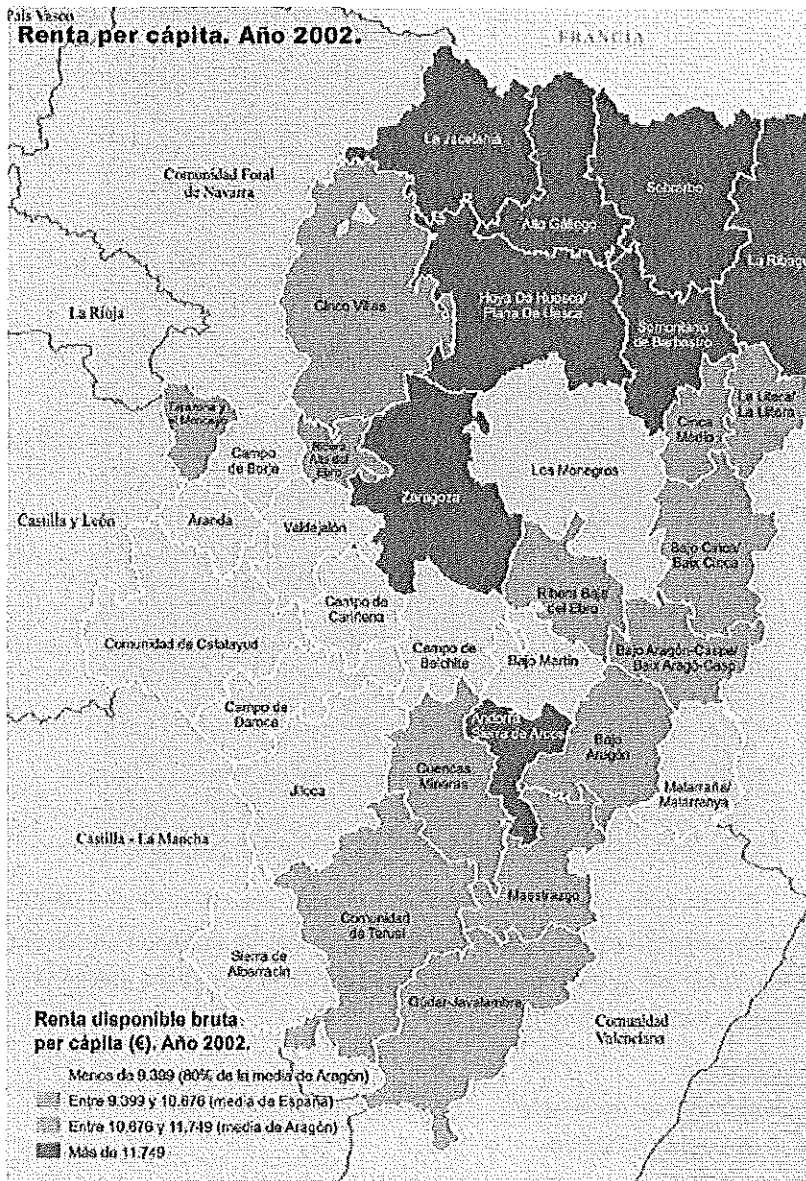 País Vasco
Renta per cápita. Año 2002.
FRANCIA
La Jacetania
Comunidad Foral
de Navarra
Sobrarbe
Alto Gállego
La Ribago
La Rioja
Cinco Villas
Hoya De Huesca/
Plana De Uesca
Somontano
de Barbastro
Tarazona y
el Moncayo
La Litera/
La Llitera
Cinca
Medio
Campo
de Borja
Ribera
Alta del
Ebro
Los Monegros
Zaragoza
Castilla y León
Aranda
Valdejalón
Bajo Cinca/
Baix Cinca
Ribera Baja
del Ebro
Campo de
Cariñena
Comunidad de Calatayud
Campo de
Belchite
Bajo Martín
Bajo Aragón-Caspe/
Baix Aragó-Casp
Campo de
Daroca
Andorra
Sierra de Arcos
Bajo
Aragón
Cuencas
Mineras
Jiloca
Matarraña/
Matarranya
Castilla - La Mancha
Maestrazgo
Comunidad
de Teruel
Sierra de
Albarracín
Gúdar-Javalambre
Comunidad
Valenciana
Renta disponible bruta
per cápita (€). Año 2002.
Menos de 9.399 (80% de la media de Aragón)
Entre 9.399 y 10.676 (media de España)
Entre 10.676 y 11.749 (media de Aragón)
Más de 11.749